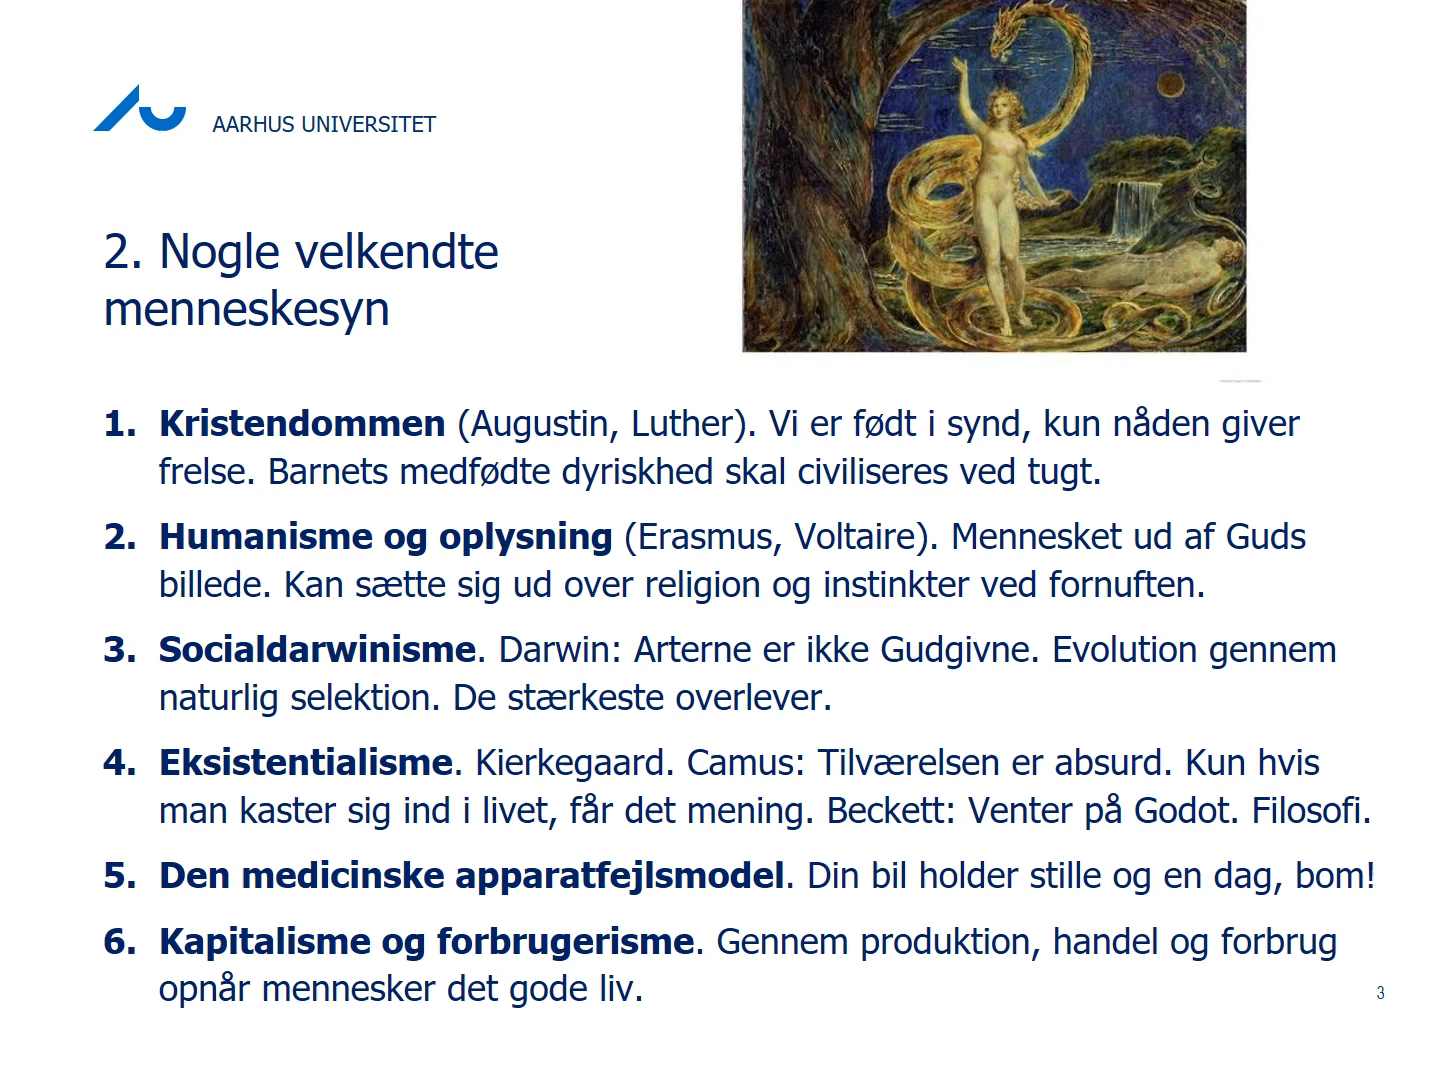 AARHUS UNIVERSITET
2. Nogle velkendte
menneskesyn
1. Kristendommen (Augustin, Luther). Vi er født i synd, kun nåden giver
frelse. Barnets medfødte dyriskhed skal civiliseres ved tugt.
2. Humanisme og oplysning (Erasmus, Voltaire). Mennesket ud af Guds
billede. Kan sætte sig ud over religion og instinkter ved fornuften.
3. Socialdarwinisme. Darwin: Arterne er ikke Gudgivne. Evolution gennem
naturlig selektion. De stærkeste overlever.
4. Eksistentialisme. Kierkegaard. Camus: Tilværelsen er absurd. Kun hvis
man kaster sig ind i livet, får det mening. Beckett: Venter på Godot. Filosofi.
5. Den medicinske apparatfejlsmodel. Din bil holder stille og en dag, bom!
6. Kapitalisme og forbrugerisme. Gennem produktion, handel og forbrug
opnår mennesker det gode liv.
3